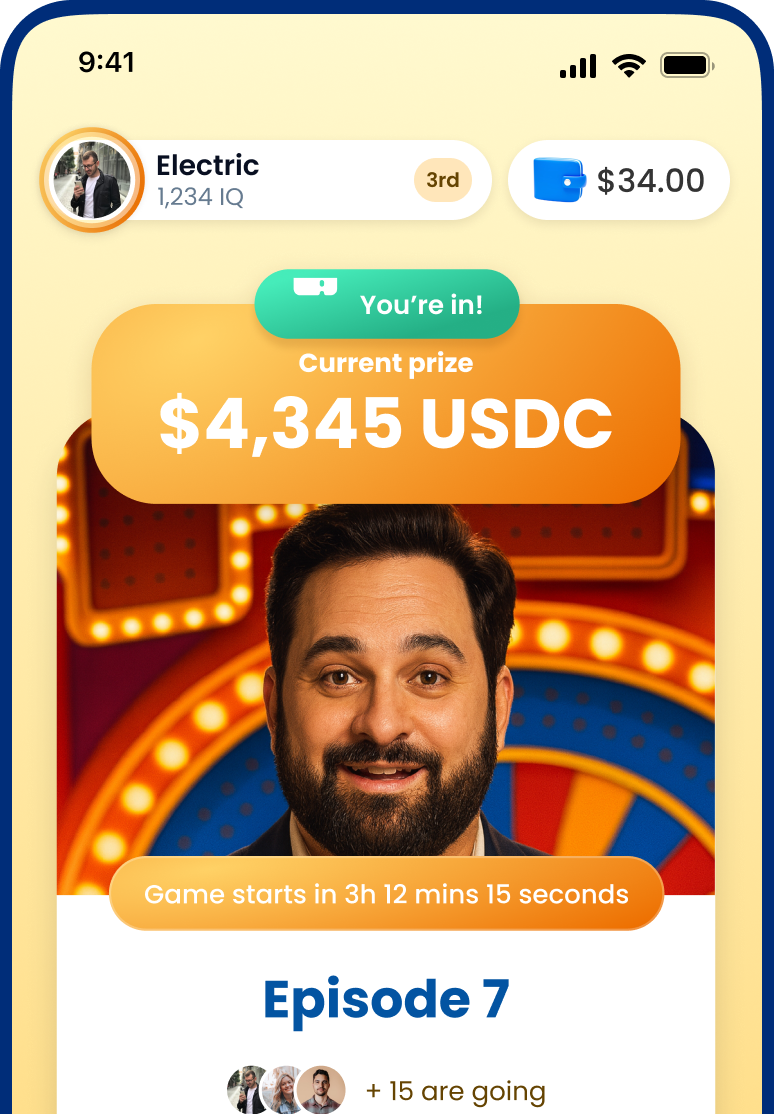 9:41
Electric
1,234 IQ
3rd
$34.00
You’re in!
Current prize
$4,345 USDC
Game starts in 3h 12 mins 15 seconds
Episode 7
+ 15 are going